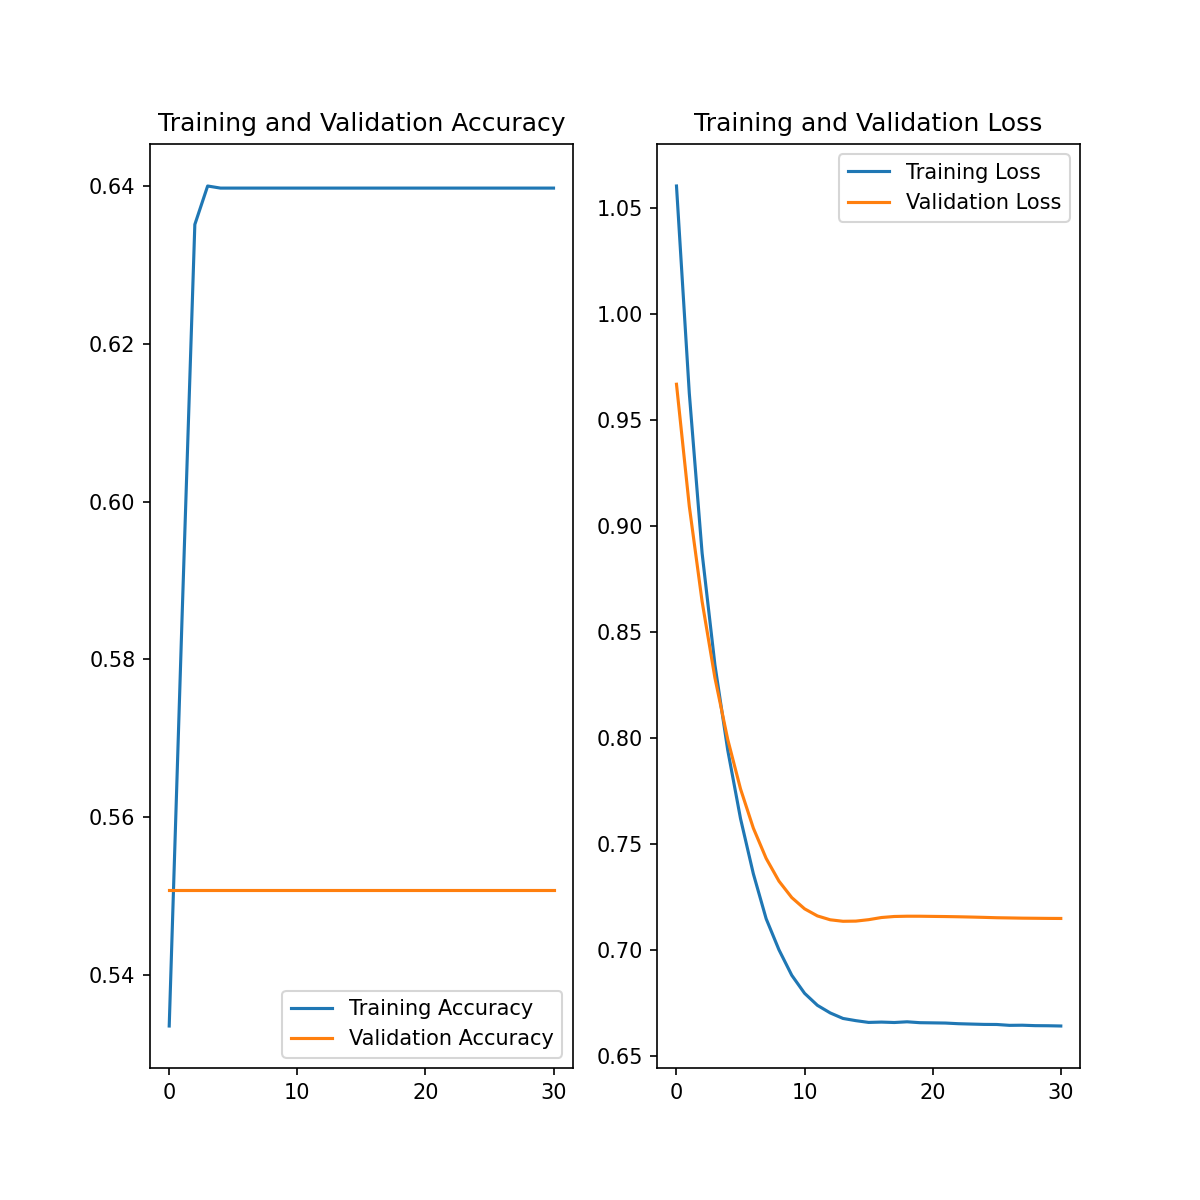 Training and Validation Accuracy
0.64
0.62
0.60
0.58
0.56
0.54
Training Accuracy
Validation Accuracy
0 10 20 30
Training and Validation Loss
Training Loss
Validation Loss
1.05
1.00
0.95
0.90
0.85
0.80
0.75
0.70
0.65
0 10 20 30